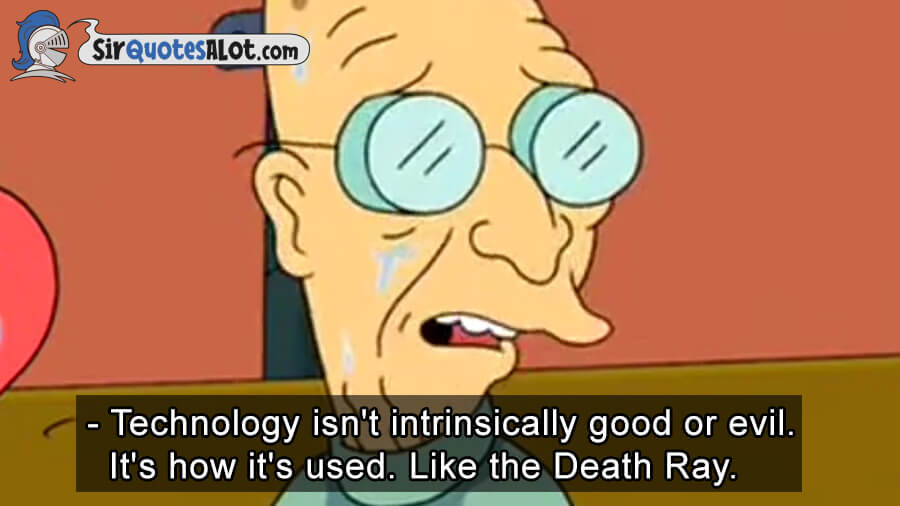 SirQuotesALot.com
- Technology isn't intrinsically good or evil.
It's how it's used. Like the Death Ray.